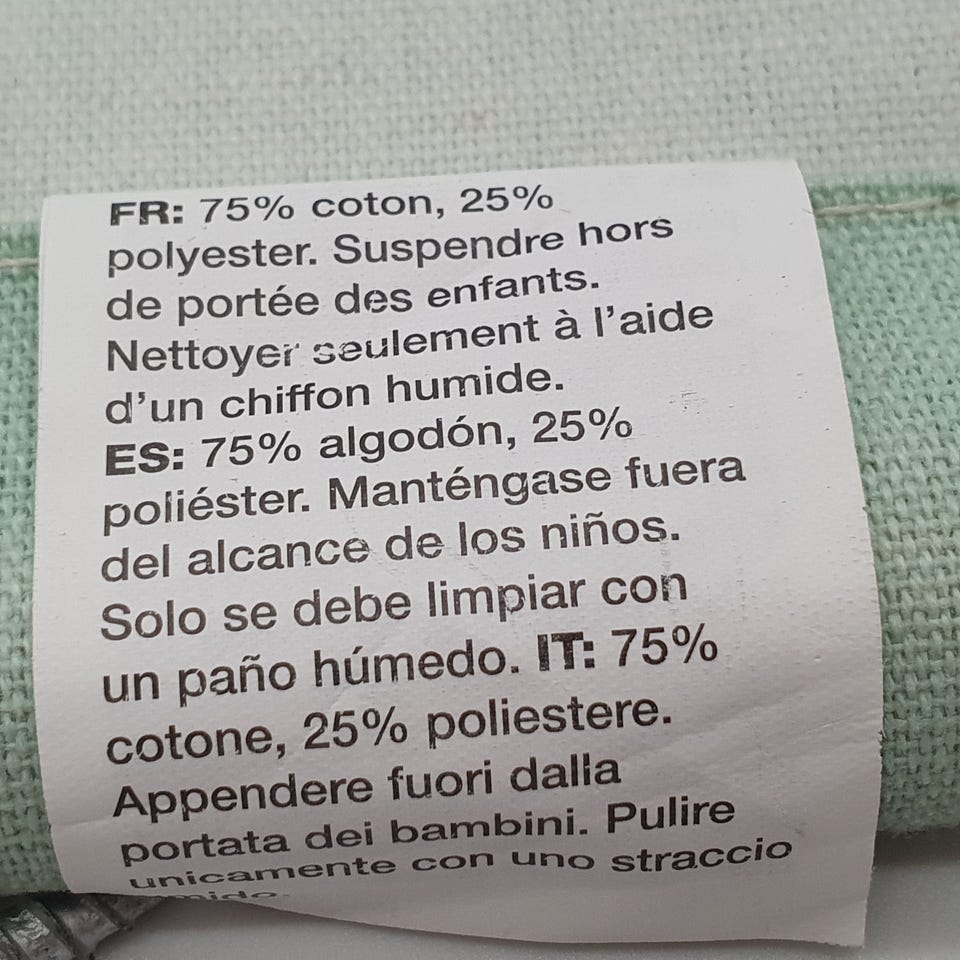 FR: 75% coton, 25%
polyester. Suspendre hors
de portée des enfants.
Nettoyer seulement à l'aide
d'un chiffon humide.
ES: 75% algodón, 25%
poliéster. Manténgase fuera
del alcance de los niños.
Solo se debe limpiar con
un paño húmedo. IT: 75%
cotone, 25% poliestere.
Appendere fuori dalla
portata dei bambini. Pulire
unicamente con uno straccio